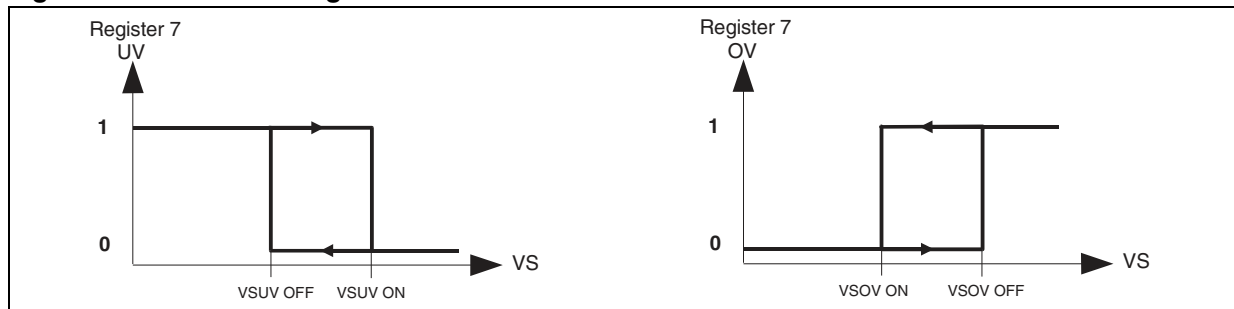 Register 7
UV
1
0
VS
VSUV OFF
VSUV ON
Register 7
OV
1
0
VS
VSOV ON
VSOV OFF